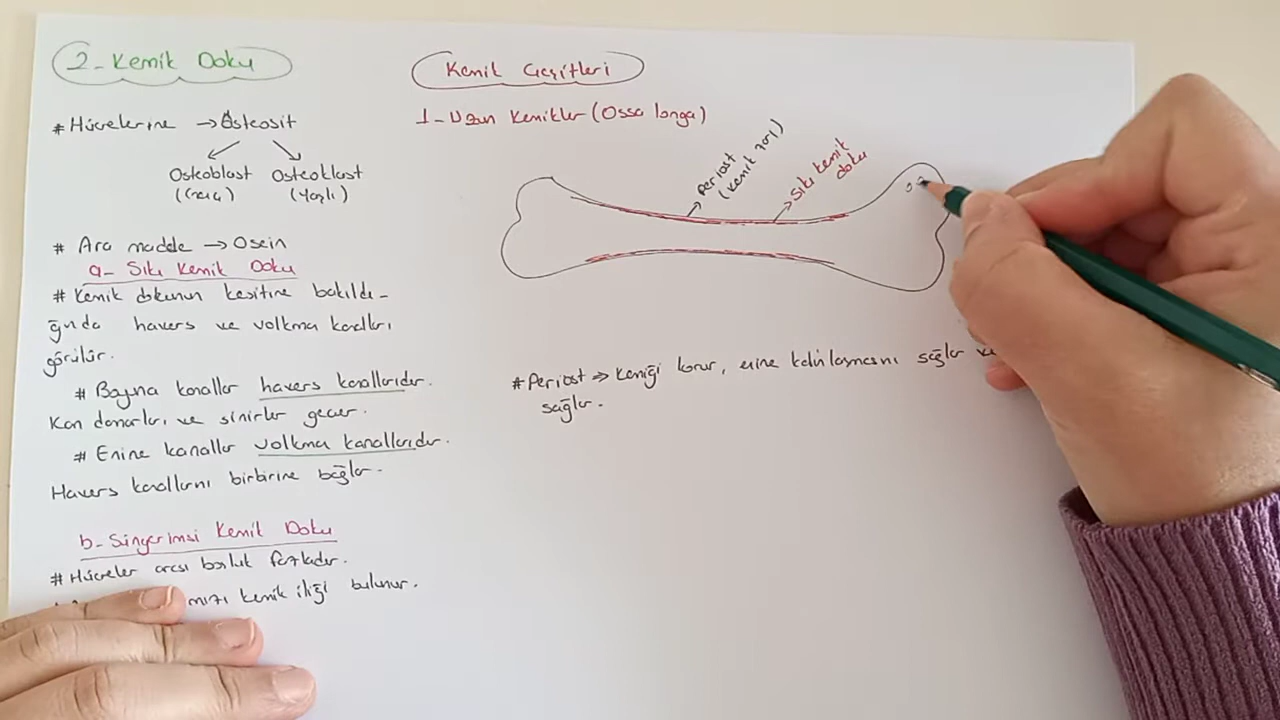 2- Kemik Doku
# Hücrelerine → Osteosit
Osteoblast Osteoklast
(Genç) (Yaşlı)
# Ara madde → Osein
a- Sıkı Kemik Doku
# Kemik dokunun kesitine bakıldı-
ğında havers ve volkman kanalları
görülür.
# Boyuna kanallar havers kanallarıdır.
Kan damarları ve sinirler geçer.
# Enine kanallar volkman kanallarıdır.
Havers kanallarını birbirine bağlar.
b- Süngerimsi Kemik Doku
# Hücreler arası boşluk fazladır.
kemik iliği bulunur.
Kemik Çeşitleri
1- Uzun Kemikler (Ossa longa)
Periost
(Kemik zarı)
Sıkı kemik
doku
# Periost ⇒ Kemiği korur, enine kalınlaşmasını sağlar ve
sağlar.